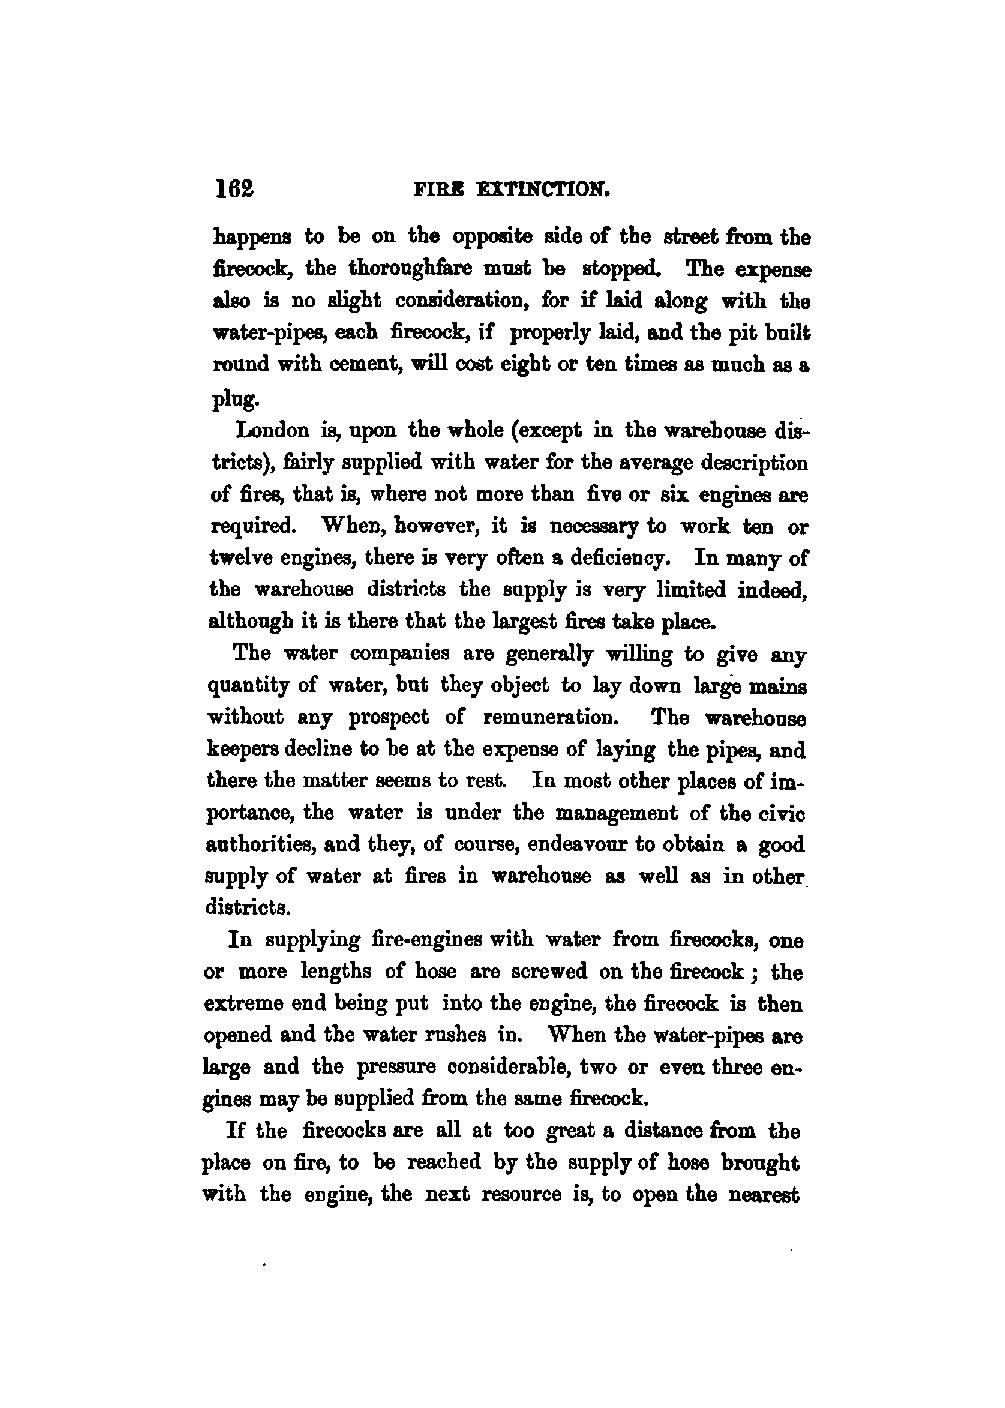 162 FIRE EXTINCTION.
happens to be on the opposite side of the street from the
firecock, the thoroughfare must be stopped. The expense
also is no slight consideration, for if laid along with the
water-pipes, each firecock, if properly laid, and the pit built
round with cement, will cost eight or ten times as much as a
plug.
London is, upon the whole (except in the warehouse dis-
tricts), fairly supplied with water for the average description
of fires, that is, where not more than five or six engines are
required. When, however, it is necessary to work ten or
twelve engines, there is very often a deficiency. In many of
the warehouse districts the supply is very limited indeed,
although it is there that the largest fires take place.
The water companies are generally willing to give any
quantity of water, but they object to lay down large mains
without any prospect of remuneration. The warehouse
keepers decline to be at the expense of laying the pipes, and
there the matter seems to rest. In most other places of im-
portance, the water is under the management of the civic
authorities, and they, of course, endeavour to obtain a good
supply of water at fires in warehouse as well as in other
districts.
In supplying fire-engines with water from firecocks, one
or more lengths of hose are screwed on the firecock ; the
extreme end being put into the engine, the firecock is then
opened and the water rushes in. When the water-pipes are
large and the pressure considerable, two or even three en-
gines may be supplied from the same firecock.
If the firecocks are all at too great a distance from the
place on fire, to be reached by the supply of hose brought
with the engine, the next resource is, to open the nearest